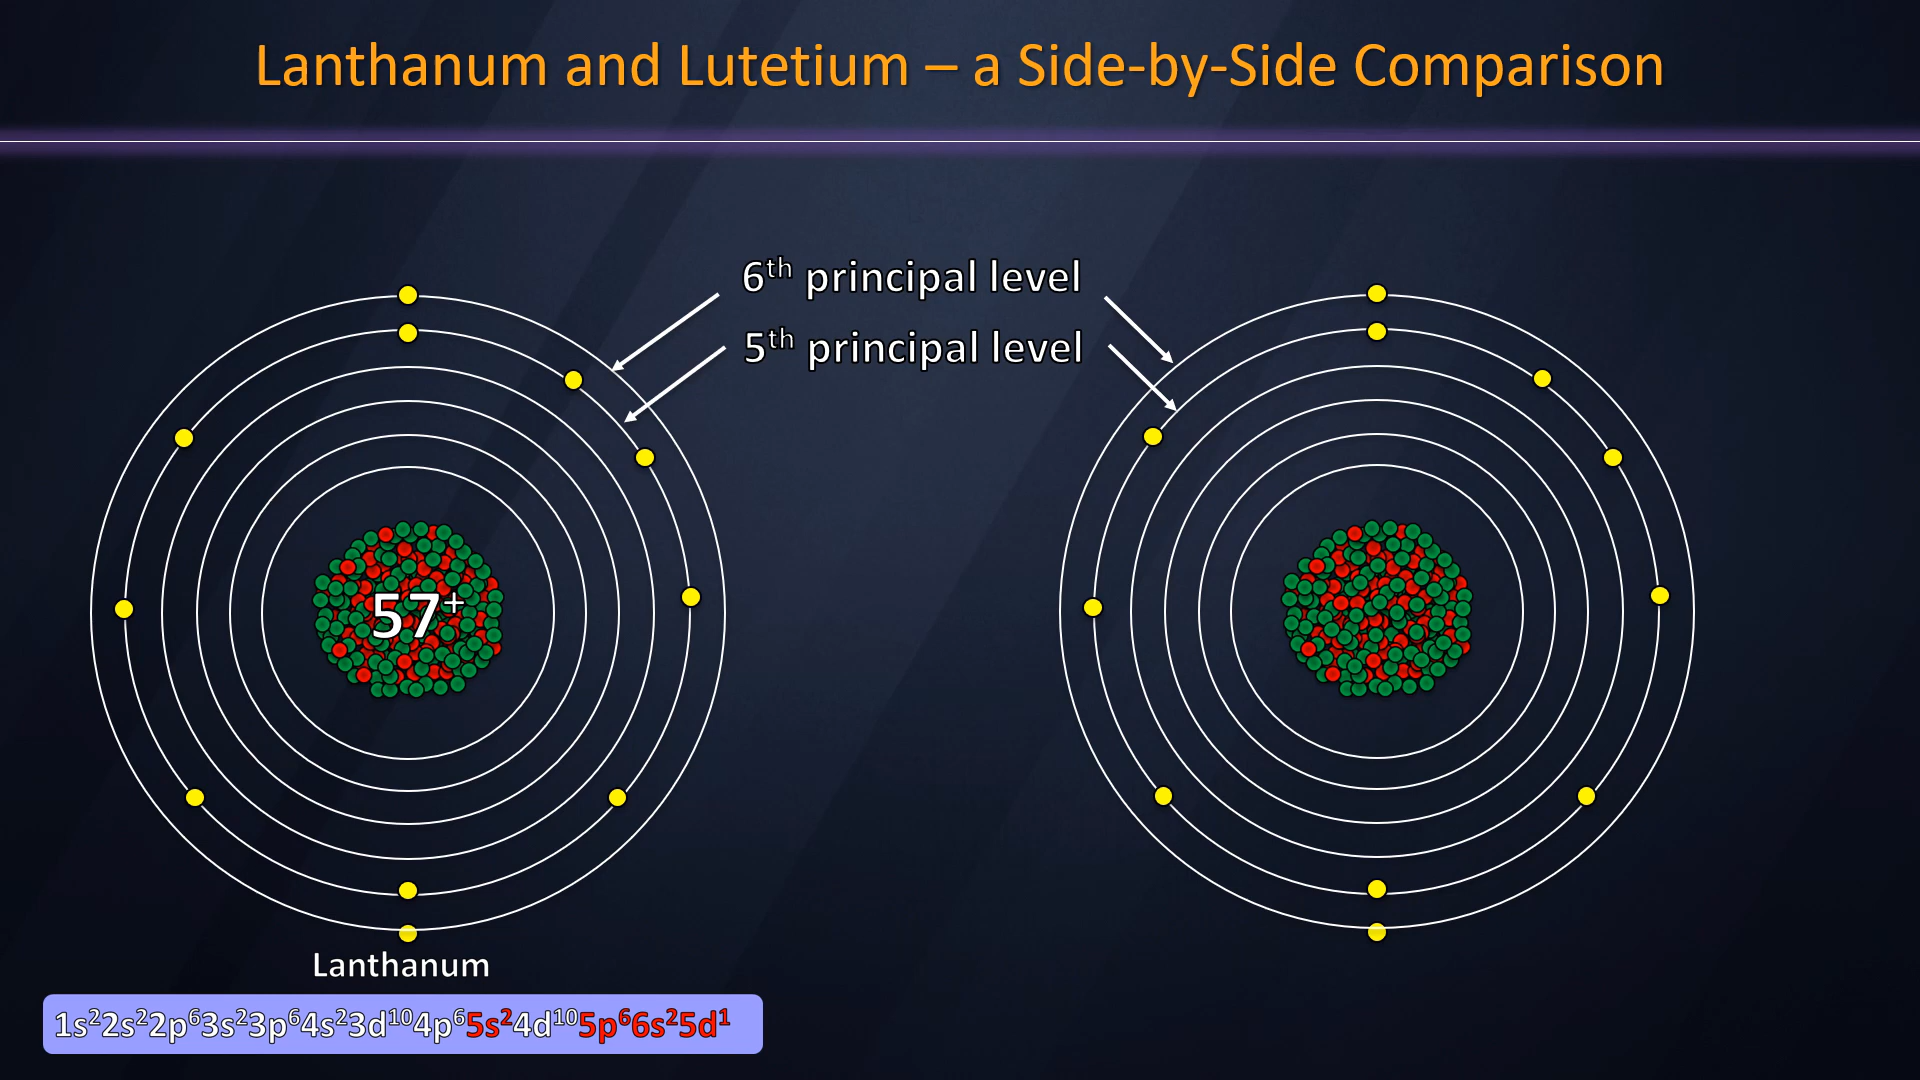 Lanthanum and Lutetium – a Side-by-Side Comparison
6th principal level
5th principal level
57+
Lanthanum
1s²2s²2p⁶3s²3p⁶4s²3d¹⁰4p⁶5s²4d¹⁰5p⁶6s²5d¹